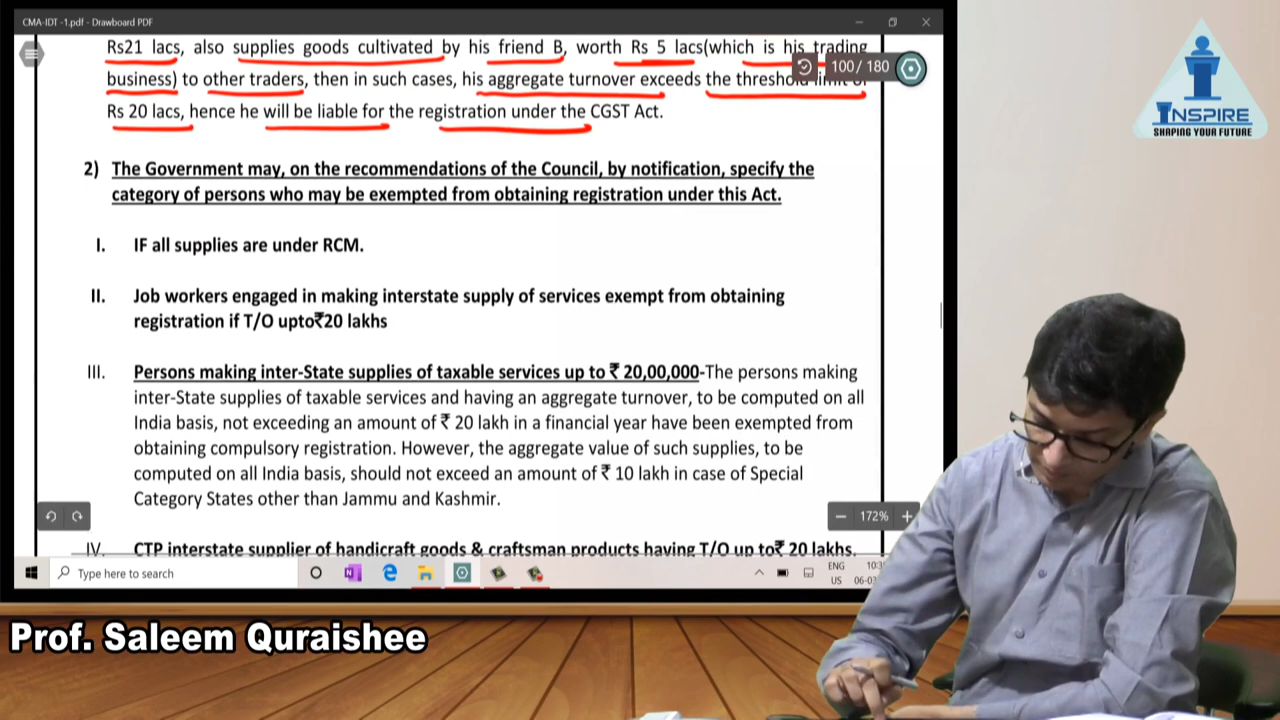 CMA-IDT -1.pdf - Drawboard PDF
Rs21 lacs, also supplies goods cultivated by his friend B, worth Rs 5 lacs(which is his trading
business) to other traders, then in such cases, his aggregate turnover exceeds the threshold limit of
100 / 180
Rs 20 lacs, hence he will be liable for the registration under the CGST Act.
INSPIRE
SHAPING YOUR FUTURE
2) The Government may, on the recommendations of the Council, by notification, specify the
category of persons who may be exempted from obtaining registration under this Act.
I. IF all supplies are under RCM.
II. Job workers engaged in making interstate supply of services exempt from obtaining
registration if T/O upto₹20 lakhs
III. Persons making inter-State supplies of taxable services up to ₹ 20,00,000-The persons making
inter-State supplies of taxable services and having an aggregate turnover, to be computed on all
India basis, not exceeding an amount of ₹ 20 lakh in a financial year have been exempted from
obtaining compulsory registration. However, the aggregate value of such supplies, to be
computed on all India basis, should not exceed an amount of ₹ 10 lakh in case of Special
Category States other than Jammu and Kashmir.
172%
IV. CTP interstate supplier of handicraft goods & craftsman products having T/O up to₹ 20 lakhs.
Type here to search
ENG
US
Prof. Saleem Quraishee